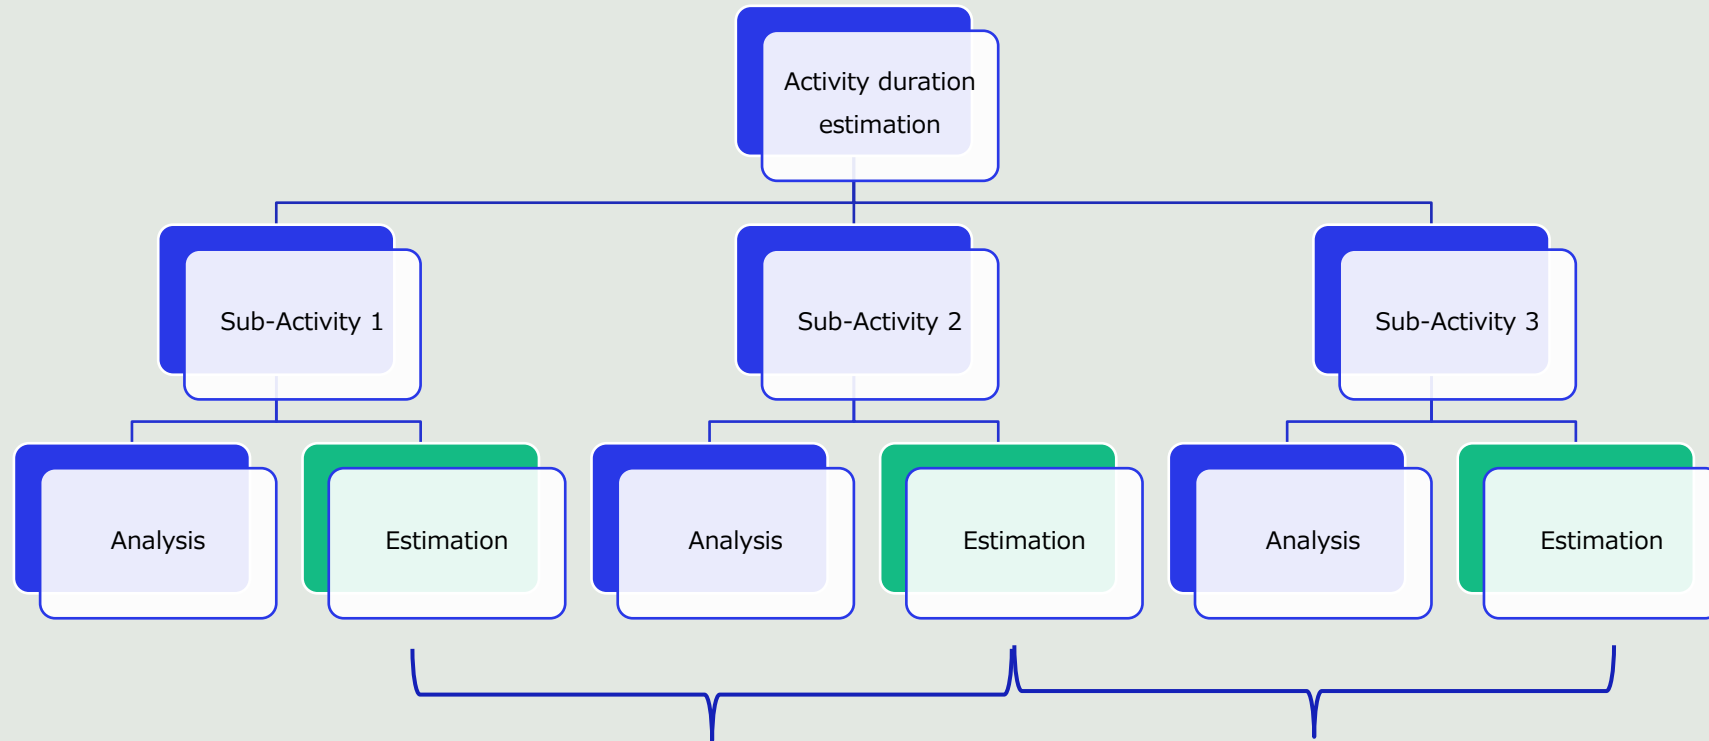 Activity duration
estimation
Sub-Activity 1
Sub-Activity 2
Sub-Activity 3
Analysis
Estimation
Analysis
Estimation
Analysis
Estimation